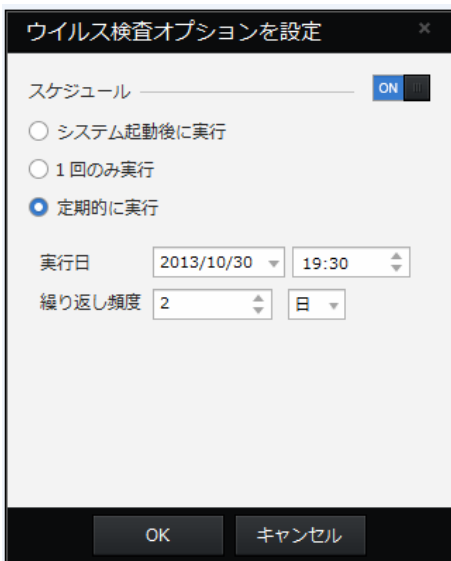 ウイルス検査オプションを設定
スケジュール ON
システム起動後に実行
1回のみ実行
定期的に実行
実行日 2013/10/30 19:30
繰り返し頻度 2 日
OK キャンセル